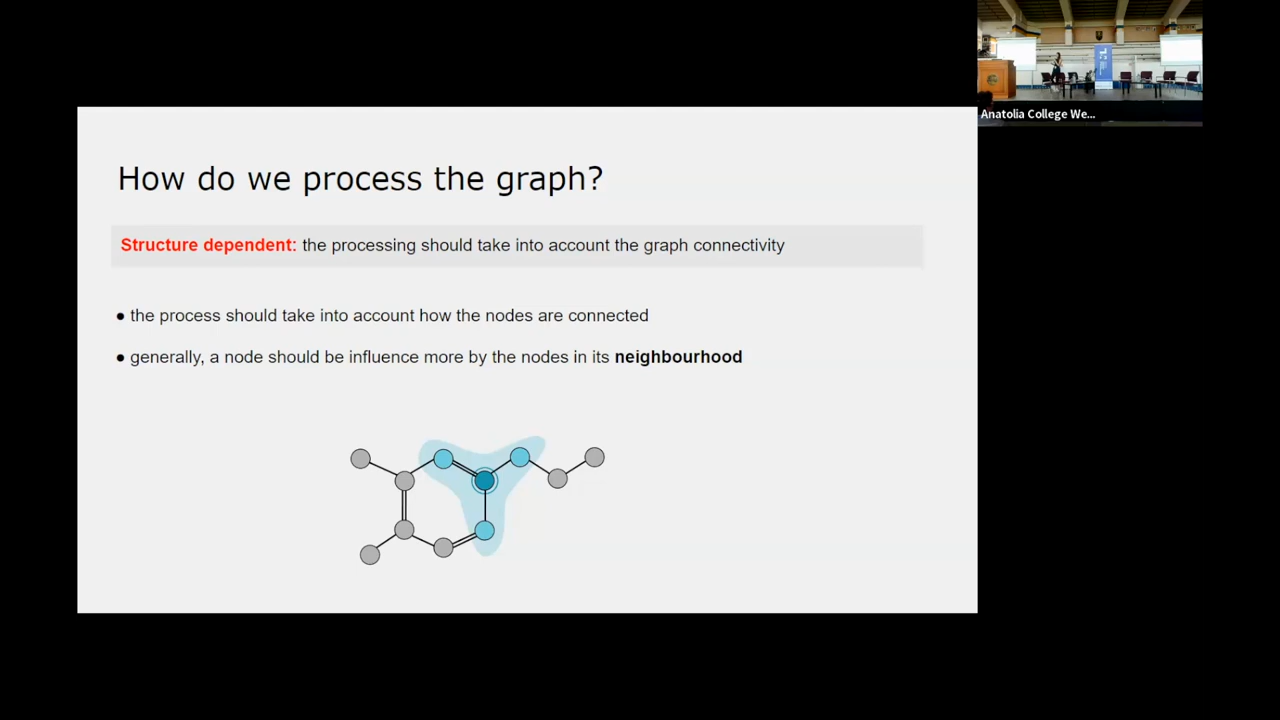 Anatolia College We...
How do we process the graph?
Structure dependent: the processing should take into account the graph connectivity
● the process should take into account how the nodes are connected
● generally, a node should be influence more by the nodes in its neighbourhood